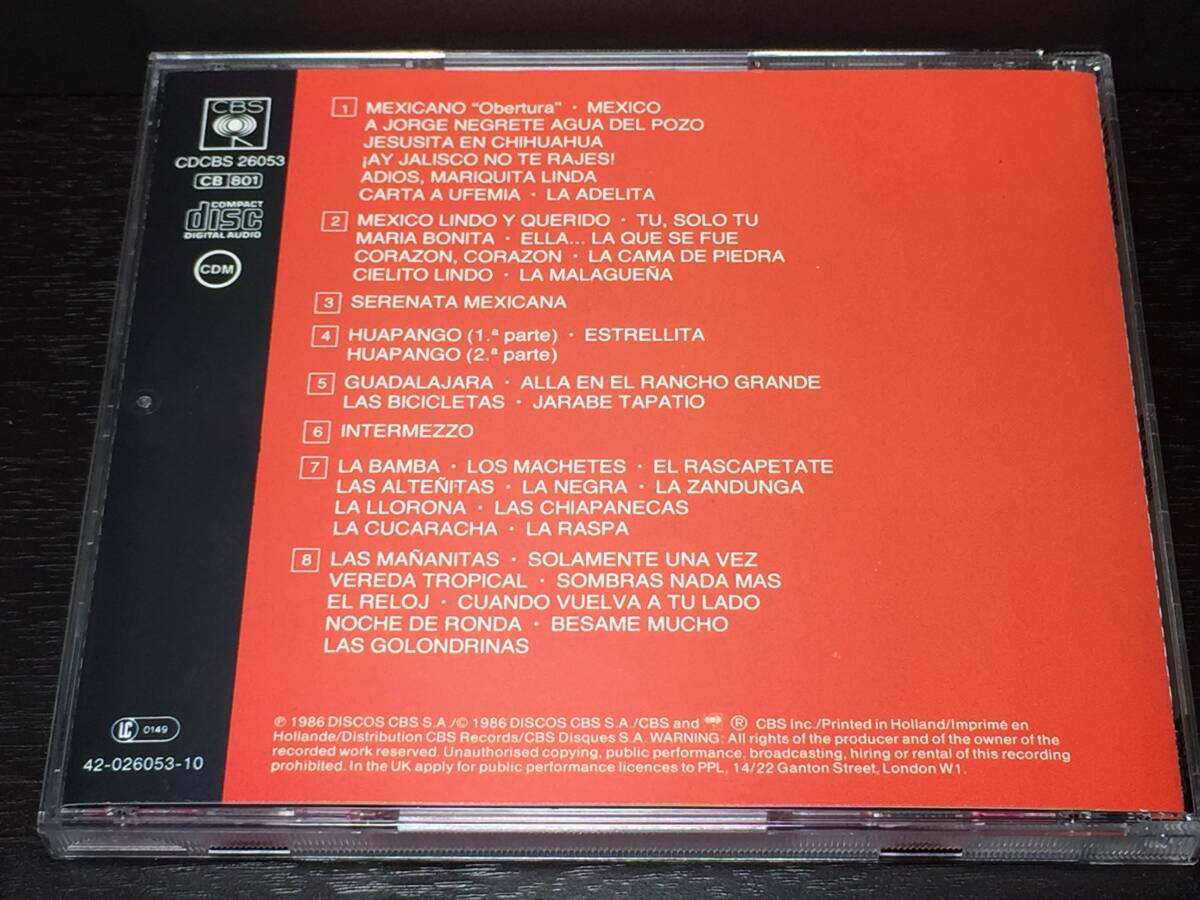 CBS
CDCBS 26053
CB 801
COMPACT
disc
DIGITAL AUDIO
CDM
1 MEXICANO "Obertura" · MEXICO
A JORGE NEGRETE AGUA DEL POZO
JESUSITA EN CHIHUAHUA
¡AY JALISCO NO TE RAJES!
ADIOS, MARIQUITA LINDA
CARTA A UFEMIA · LA ADELITA
2 MEXICO LINDO Y QUERIDO · TU, SOLO TU
MARIA BONITA · ELLA... LA QUE SE FUE
CORAZON, CORAZON · LA CAMA DE PIEDRA
CIELITO LINDO · LA MALAGUEÑA
3 SERENATA MEXICANA
4 HUAPANGO (1.ª parte) · ESTRELLITA
HUAPANGO (2.ª parte)
5 GUADALAJARA · ALLA EN EL RANCHO GRANDE
LAS BICICLETAS · JARABE TAPATIO
6 INTERMEZZO
7 LA BAMBA · LOS MACHETES · EL RASCAPETATE
LAS ALTEÑITAS · LA NEGRA · LA ZANDUNGA
LA LLORONA · LAS CHIAPANECAS
LA CUCARACHA · LA RASPA
8 LAS MAÑANITAS · SOLAMENTE UNA VEZ
VEREDA TROPICAL · SOMBRAS NADA MAS
EL RELOJ · CUANDO VUELVA A TU LADO
NOCHE DE RONDA · BESAME MUCHO
LAS GOLONDRINAS
℗ 1986 DISCOS CBS S.A./© 1986 DISCOS CBS S.A./CBS and ® CBS Inc./Printed in Holland/Imprimé en
Hollande/Distribution CBS Records/CBS Disques S.A. WARNING: All rights of the producer and of the owner of the
recorded work reserved. Unauthorised copying, public performance, broadcasting, hiring or rental of this recording
prohibited. In the UK apply for public performance licences to PPL, 14/22 Ganton Street, London W1.
LC 0149
42-026053-10